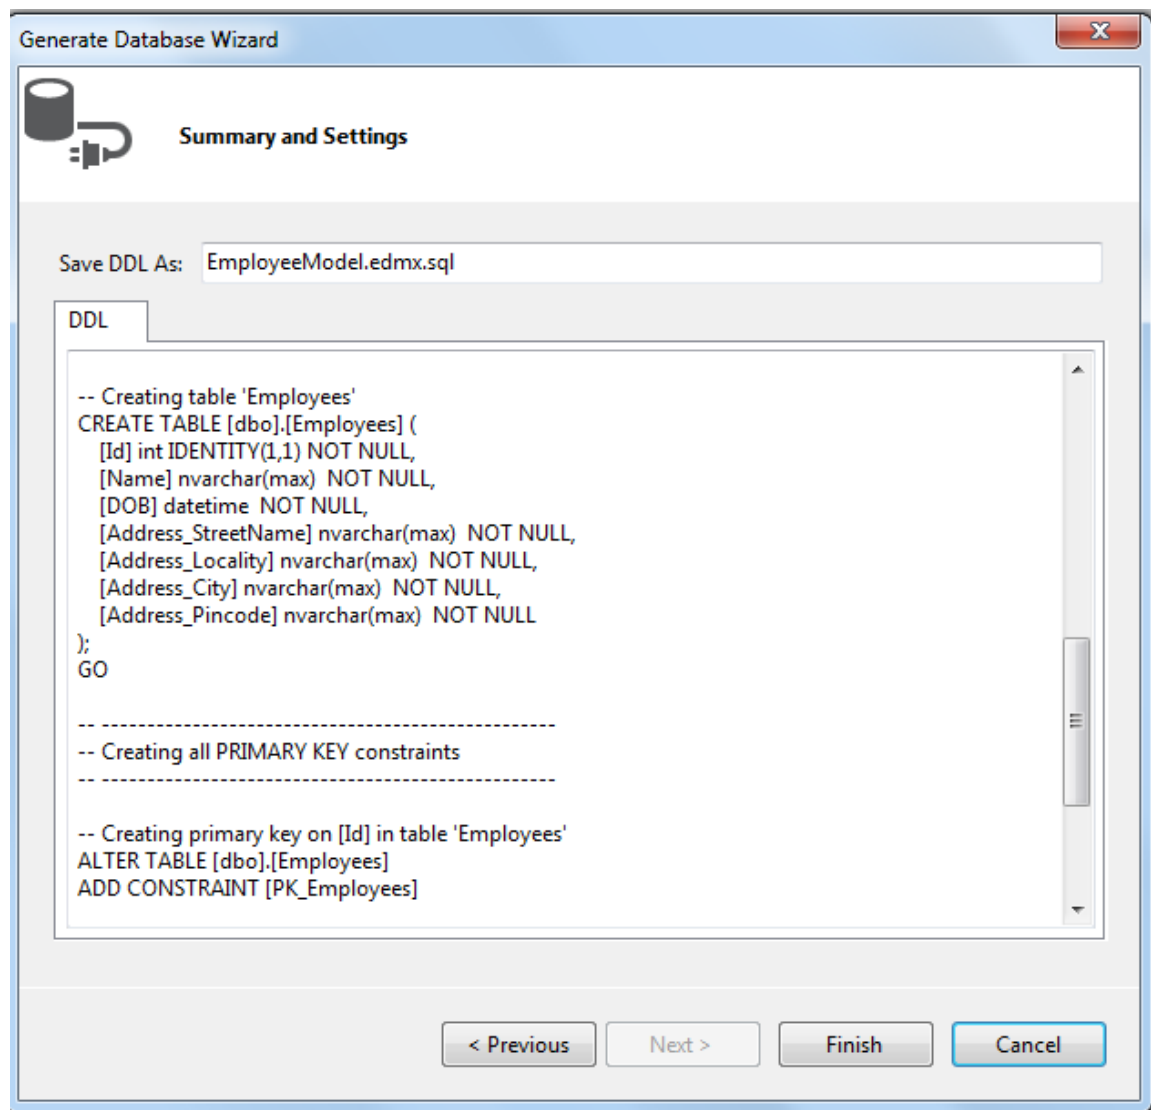 Generate Database Wizard
X
Summary and Settings
Save DDL As: EmployeeModel.edmx.sql
DDL
-- Creating table 'Employees'
CREATE TABLE [dbo].[Employees] (
    [Id] int IDENTITY(1,1) NOT NULL,
    [Name] nvarchar(max)  NOT NULL,
    [DOB] datetime  NOT NULL,
    [Address_StreetName] nvarchar(max)  NOT NULL,
    [Address_Locality] nvarchar(max)  NOT NULL,
    [Address_City] nvarchar(max)  NOT NULL,
    [Address_Pincode] nvarchar(max)  NOT NULL
);
GO
-- --------------------------------------------------
-- Creating all PRIMARY KEY constraints
-- --------------------------------------------------
-- Creating primary key on [Id] in table 'Employees'
ALTER TABLE [dbo].[Employees]
ADD CONSTRAINT [PK_Employees]
< Previous Next > Finish Cancel